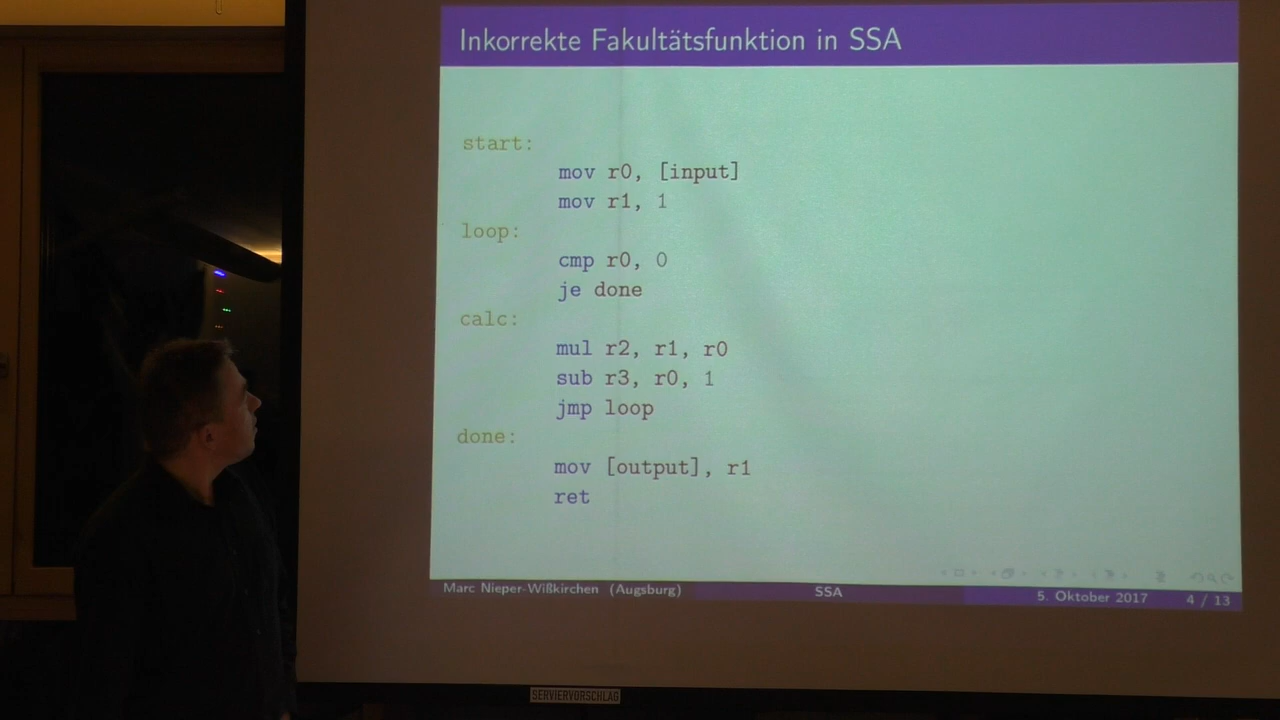 Inkorrekte Fakultätsfunktion in SSA
start:
mov r0, [input]
mov r1, 1
loop:
cmp r0, 0
je done
calc:
mul r2, r1, r0
sub r3, r0, 1
jmp loop
done:
mov [output], r1
ret
Marc Nieper-Wißkirchen (Augsburg) SSA 5. Oktober 2017 4 / 13
SERVIERVORSCHLAG